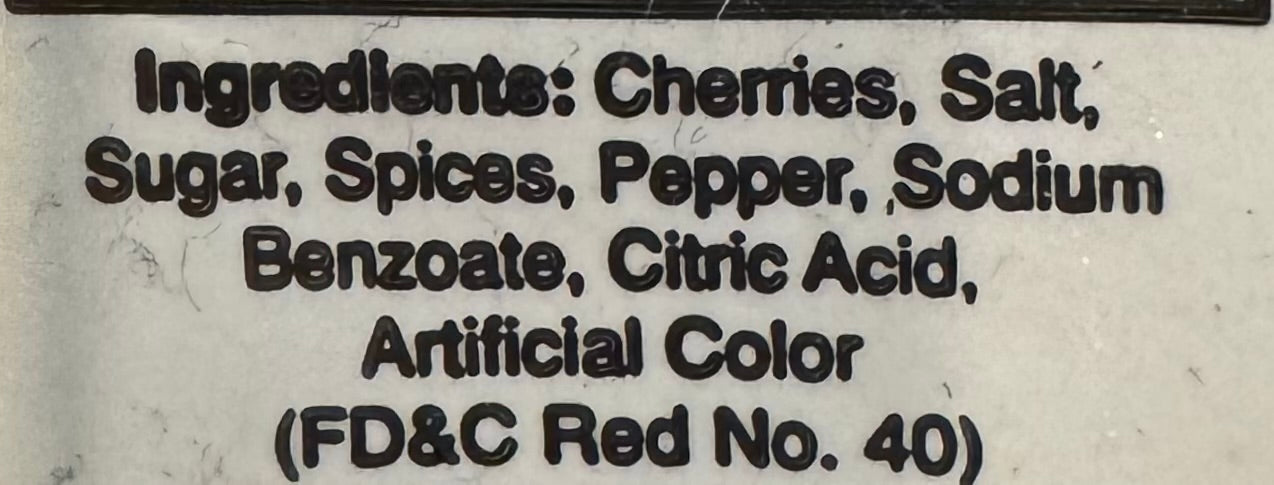 Ingredients: Cherries, Salt,
Sugar, Spices, Pepper, Sodium
Benzoate, Citric Acid,
Artificial Color
(FD&C Red No. 40)